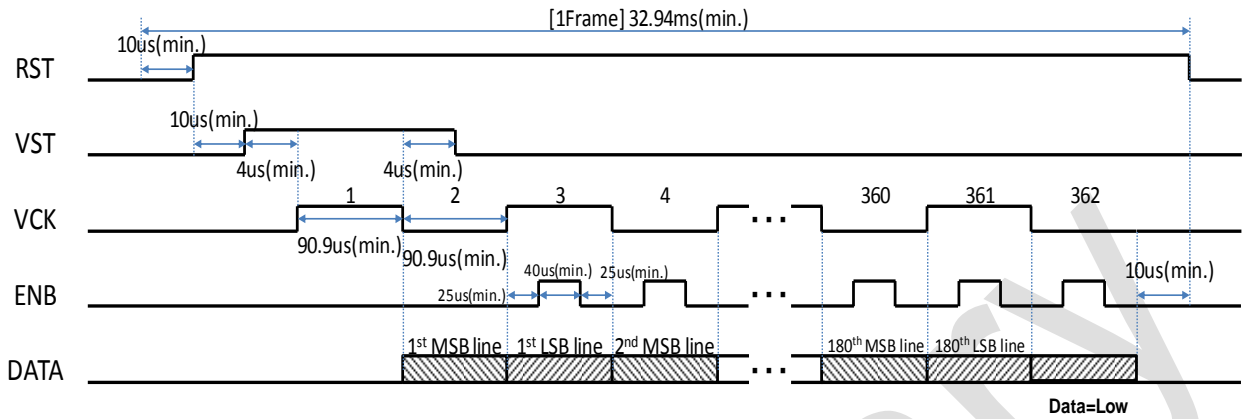 [1Frame] 32.94ms(min.)
10us(min.)
RST
10us(min.)
VST
4us(min.)
4us(min.)
1
2
3
4
360
361
362
VCK
90.9us(min.)
90.9us(min.)
40us(min.)
25us(min.)
25us(min.)
10us(min.)
ENB
1st MSB line
1st LSB line
2nd MSB line
180th MSB line
180th LSB line
DATA
Data=Low